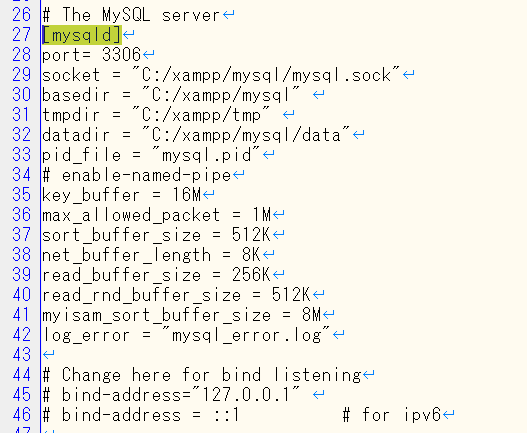 26 # The MySQL server↵
27 [mysqld]↵
28 port= 3306↵
29 socket = "C:/xampp/mysql/mysql.sock"↵
30 basedir = "C:/xampp/mysql" ↵
31 tmpdir = "C:/xampp/tmp" ↵
32 datadir = "C:/xampp/mysql/data"↵
33 pid_file = "mysql.pid"↵
34 # enable-named-pipe↵
35 key_buffer = 16M↵
36 max_allowed_packet = 1M↵
37 sort_buffer_size = 512K↵
38 net_buffer_length = 8K↵
39 read_buffer_size = 256K↵
40 read_rnd_buffer_size = 512K↵
41 myisam_sort_buffer_size = 8M↵
42 log_error = "mysql_error.log"↵
43 ↵
44 # Change here for bind listening↵
45 # bind-address="127.0.0.1" ↵
46 # bind-address = ::1          # for ipv6↵
47 ↵